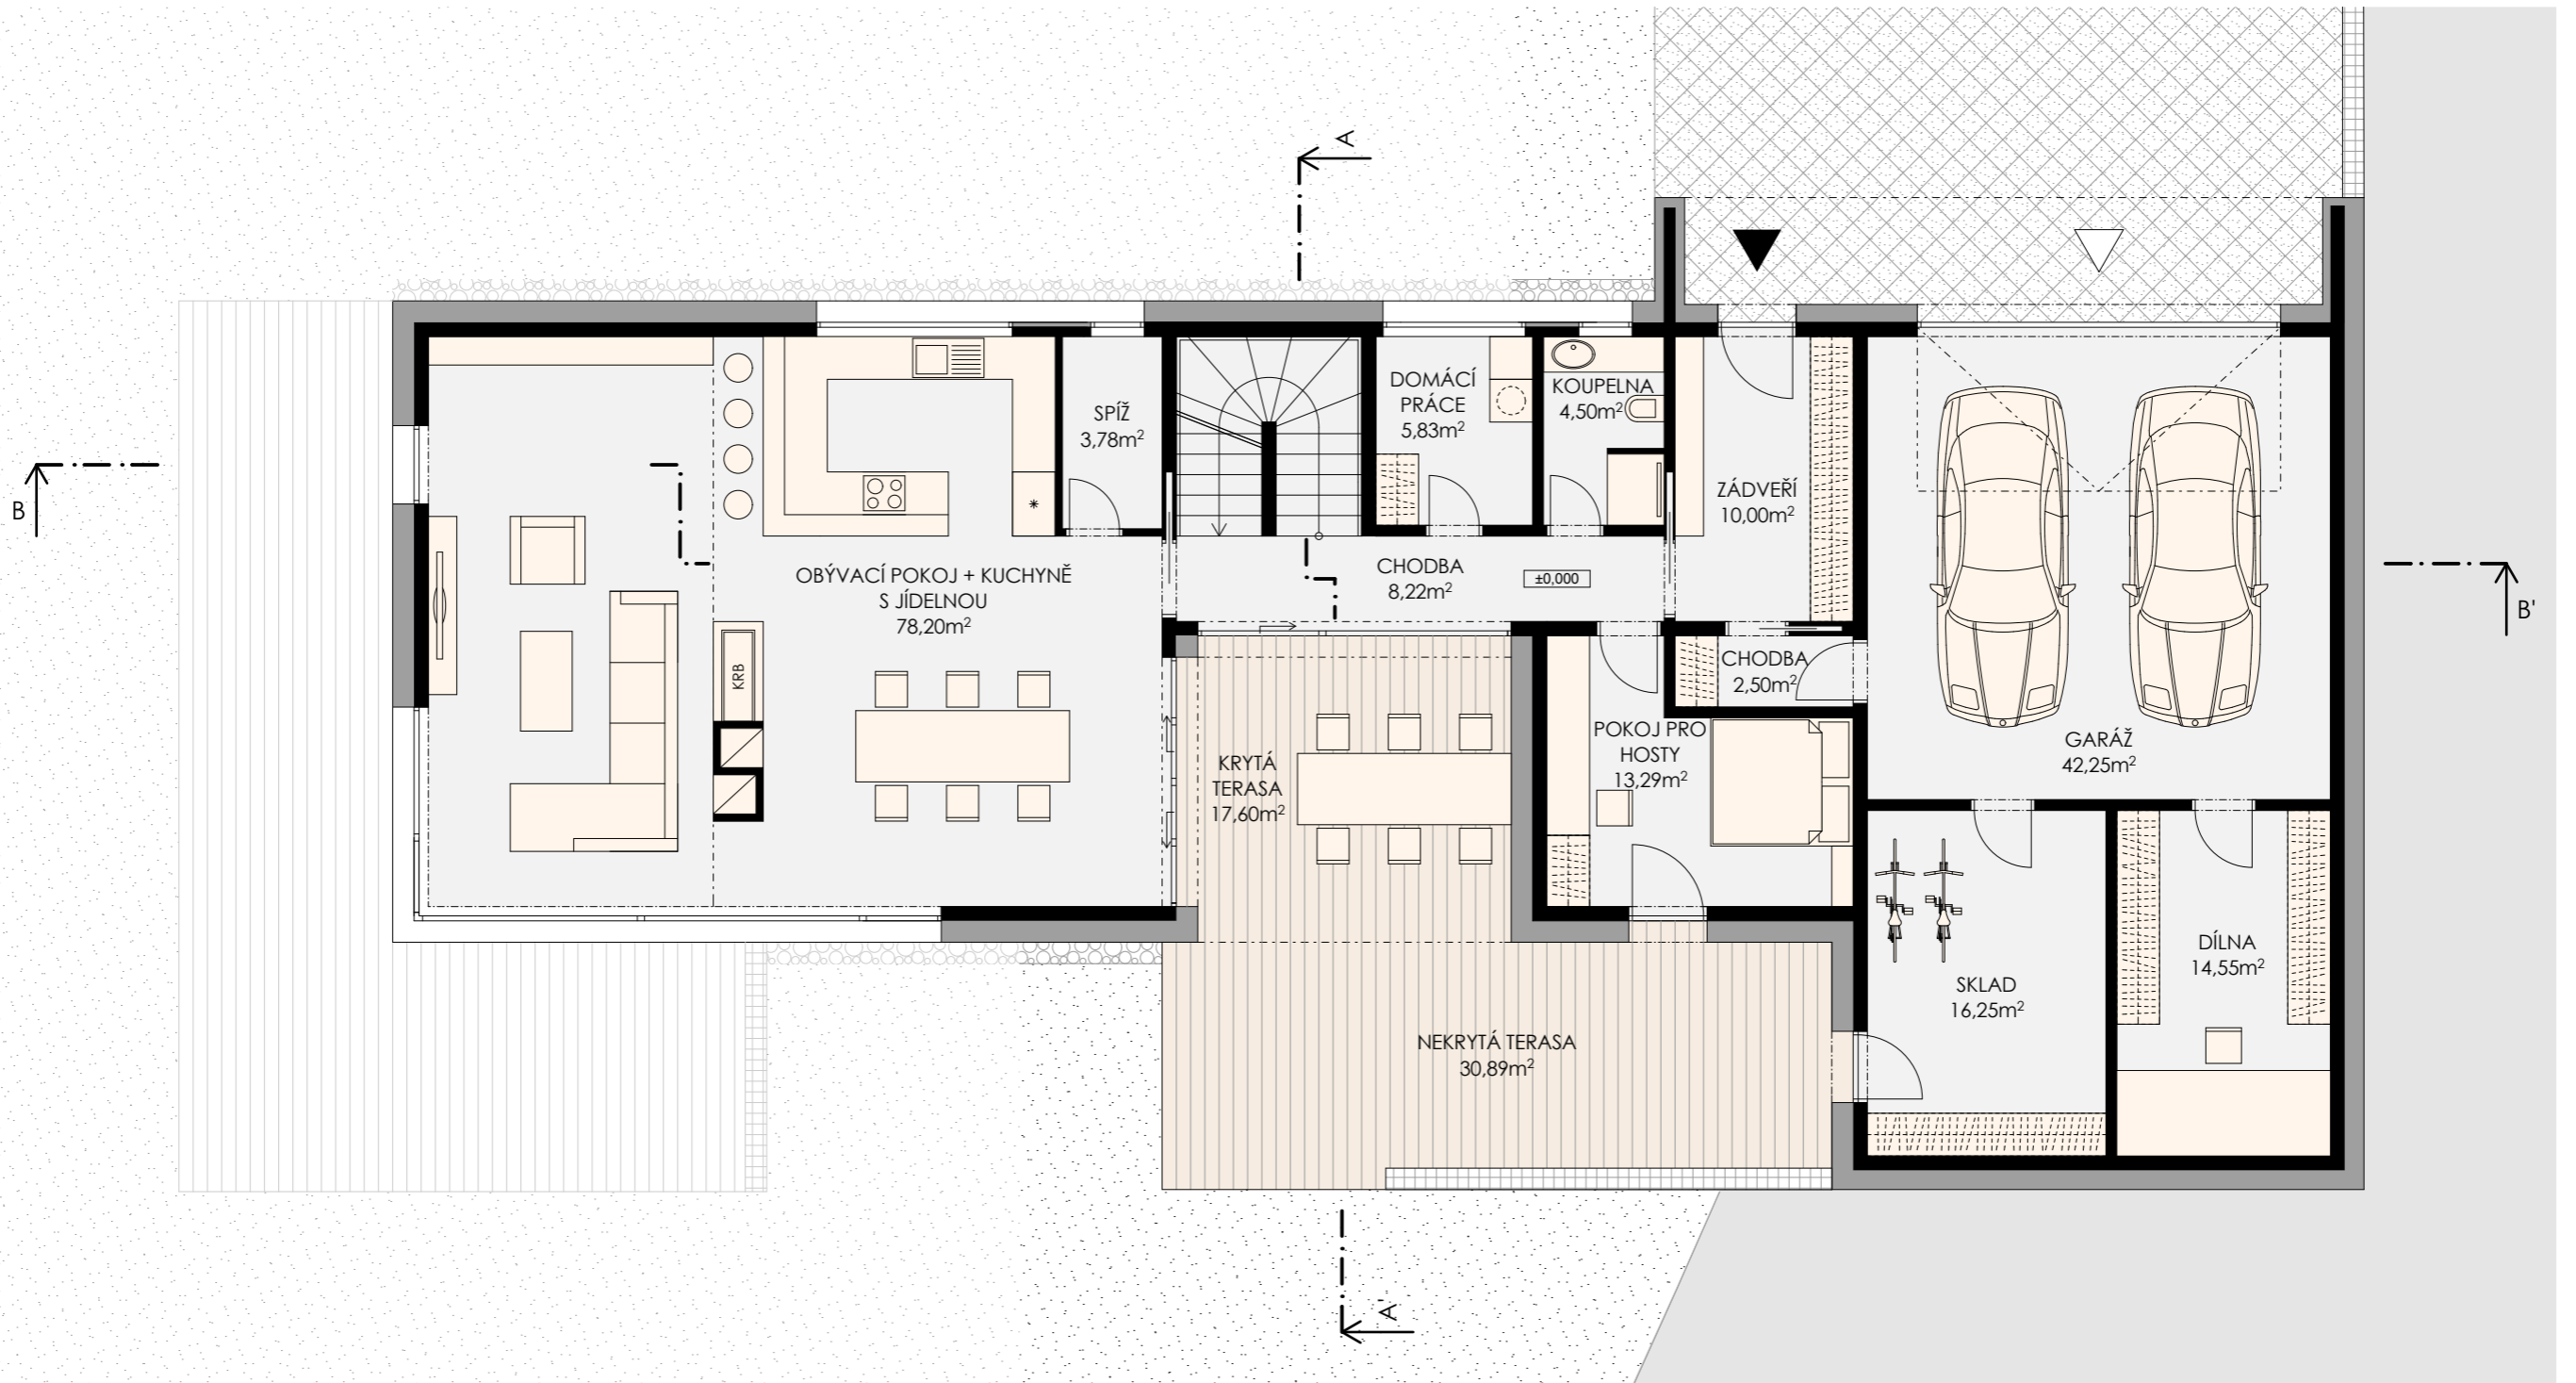 A
B
SPÍŽ
3,78m²
DOMÁCÍ
PRÁCE
5,83m²
KOUPELNA
4,50m²
ZÁDVEŘÍ
10,00m²
OBÝVACÍ POKOJ + KUCHYNĚ
S JÍDELNOU
78,20m²
CHODBA
8,22m²
±0,000
B'
KRB
CHODBA
2,50m²
POKOJ PRO
HOSTY
13,29m²
GARÁŽ
42,25m²
KRYTÁ
TERASA
17,60m²
DÍLNA
14,55m²
SKLAD
16,25m²
NEKRYTÁ TERASA
30,89m²
A'